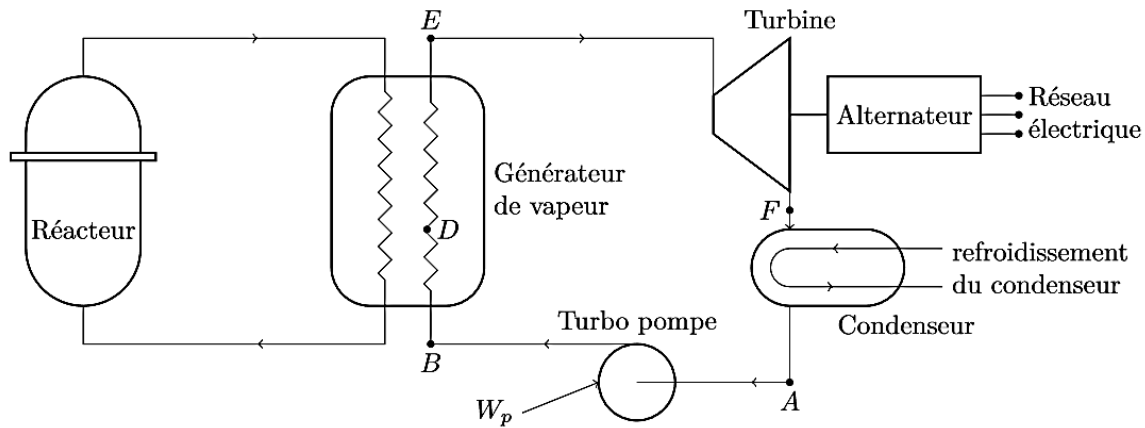 E
Turbine
Alternateur
Réseau
électrique
Réacteur
Générateur
de vapeur
D
F
refroidissement
du condenseur
Condenseur
Turbo pompe
B
A
W_p